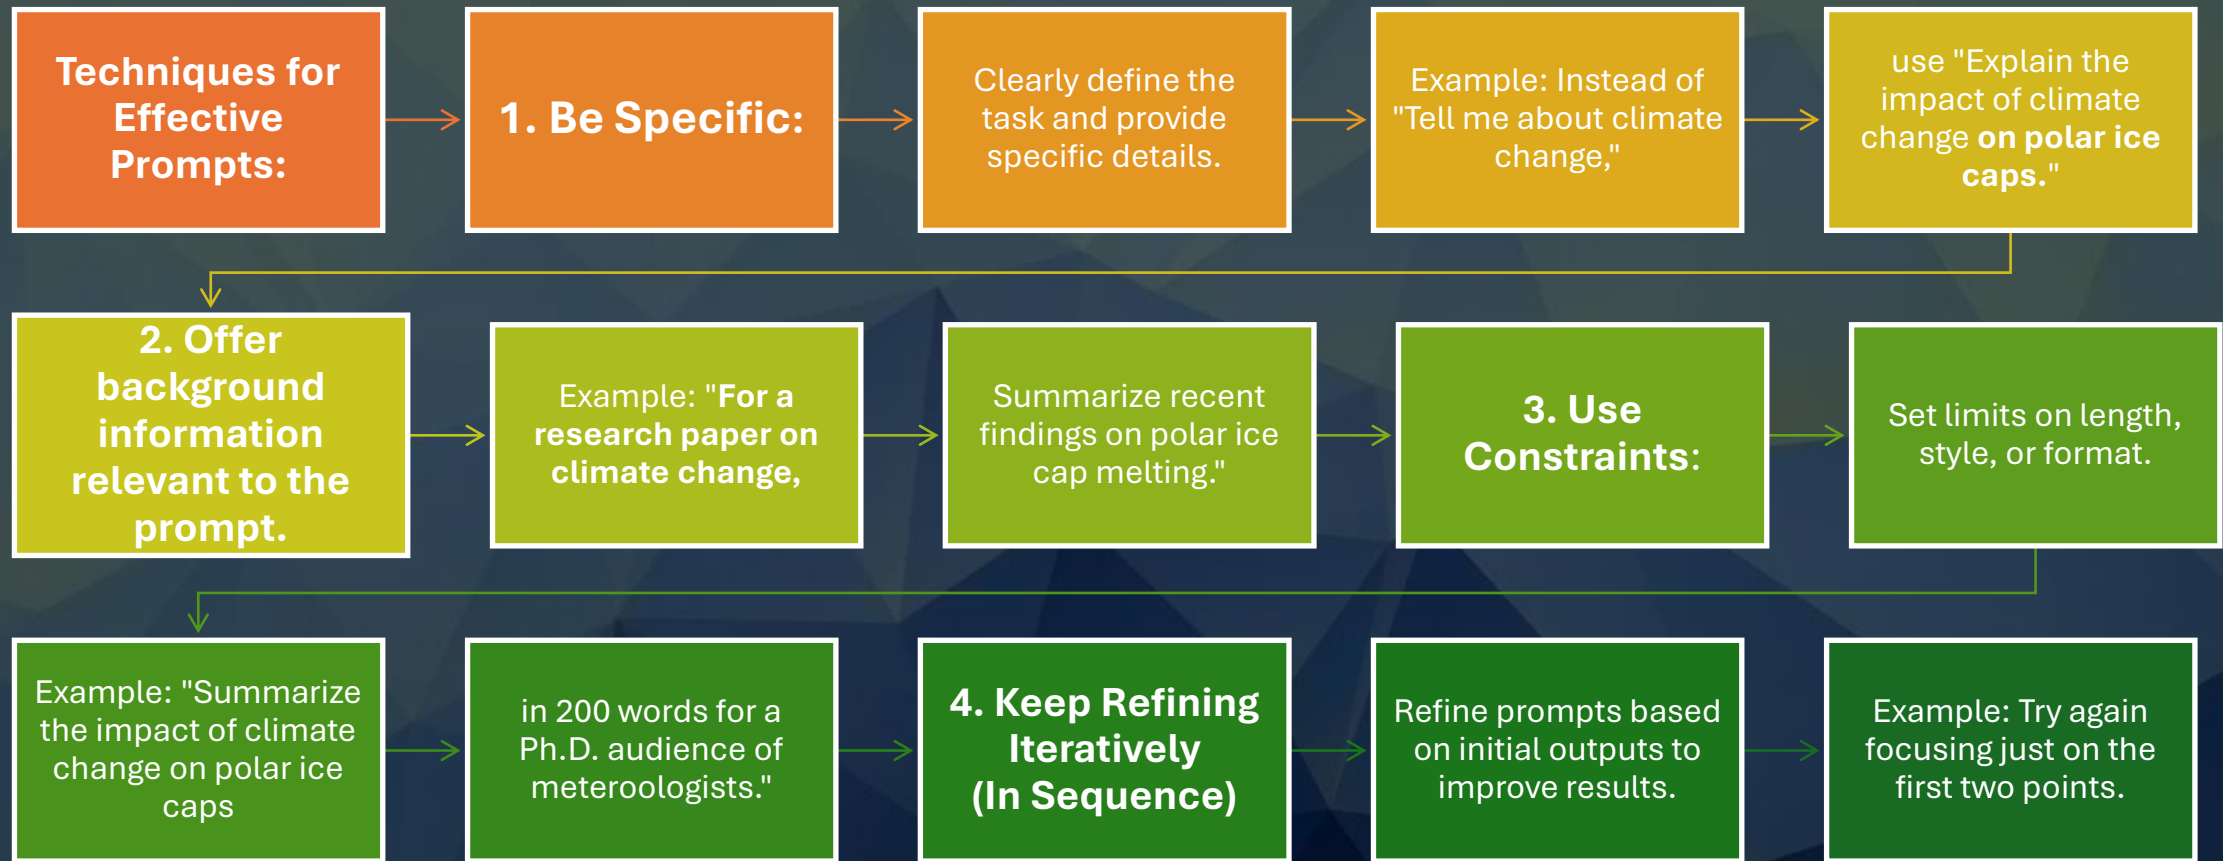 Techniques for
Effective
Prompts:
1. Be Specific:
Clearly define the
task and provide
specific details.
Example: Instead of
"Tell me about climate
change,"
use "Explain the
impact of climate
change on polar ice
caps."
2. Offer
background
information
relevant to the
prompt.
Example: "For a
research paper on
climate change,
Summarize recent
findings on polar ice
cap melting."
3. Use
Constraints:
Set limits on length,
style, or format.
Example: "Summarize
the impact of climate
change on polar ice
caps
in 200 words for a
Ph.D. audience of
meteroologists."
4. Keep Refining
Iteratively
(In Sequence)
Refine prompts based
on initial outputs to
improve results.
Example: Try again
focusing just on the
first two points.